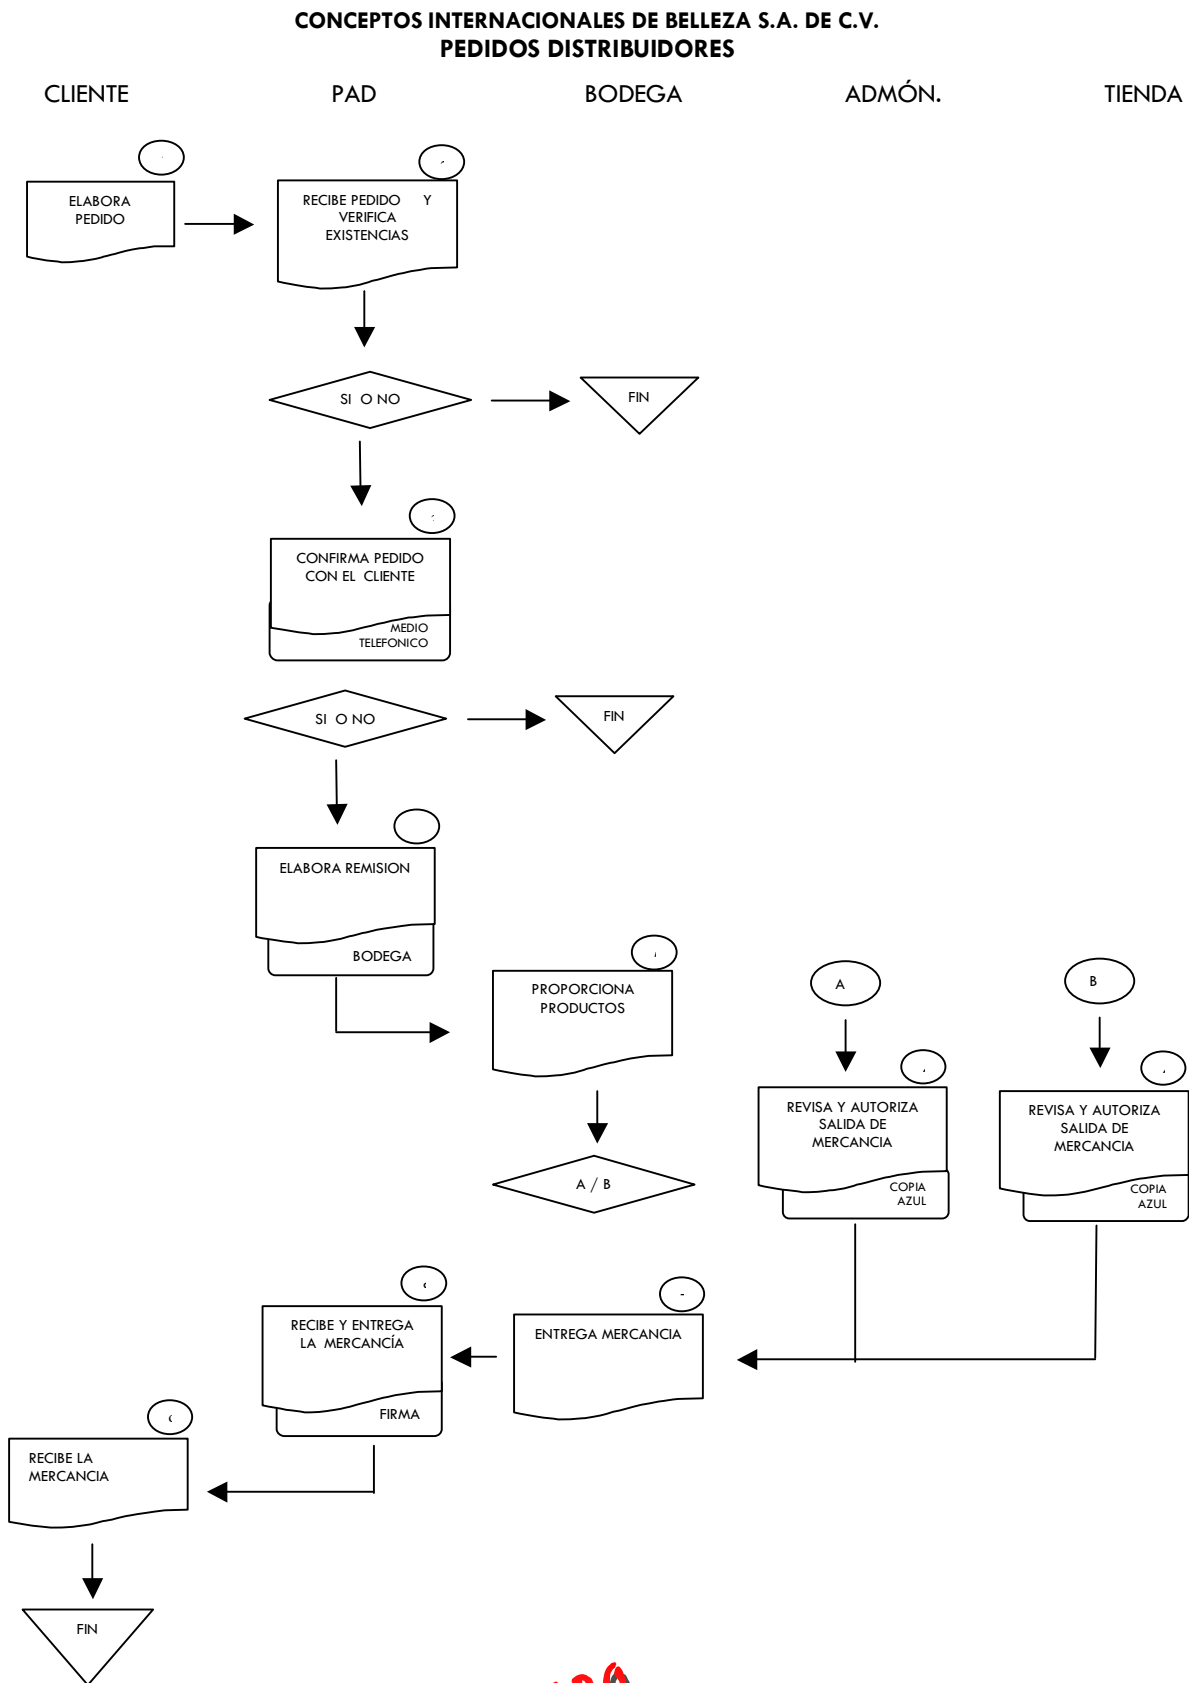 CONCEPTOS INTERNACIONALES DE BELLEZA S.A. DE C.V.
PEDIDOS DISTRIBUIDORES
CLIENTE PAD BODEGA ADMÓN. TIENDA
ELABORA
PEDIDO
RECIBE PEDIDO Y
VERIFICA
EXISTENCIAS
SI O NO
FIN
CONFIRMA PEDIDO
CON EL CLIENTE
MEDIO
TELEFONICO
SI O NO
FIN
ELABORA REMISION
BODEGA
PROPORCIONA
PRODUCTOS
A / B
A
REVISA Y AUTORIZA
SALIDA DE
MERCANCIA
COPIA
AZUL
B
REVISA Y AUTORIZA
SALIDA DE
MERCANCIA
COPIA
AZUL
ENTREGA MERCANCIA
RECIBE Y ENTREGA
LA MERCANCÍA
FIRMA
RECIBE LA
MERCANCIA
FIN